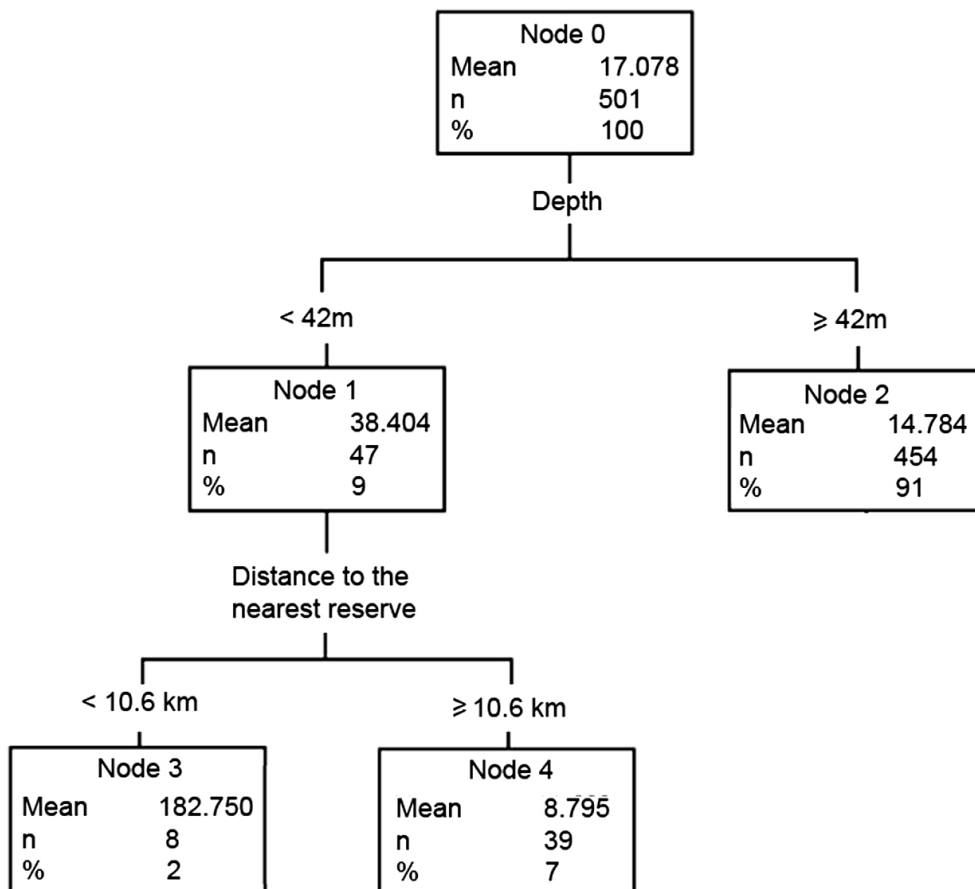 Node 0
Mean 17.078
n 501
% 100
Depth
< 42m
≥ 42m
Node 1
Mean 38.404
n 47
% 9
Node 2
Mean 14.784
n 454
% 91
Distance to the
nearest reserve
< 10.6 km
≥ 10.6 km
Node 3
Mean 182.750
n 8
% 2
Node 4
Mean 8.795
n 39
% 7